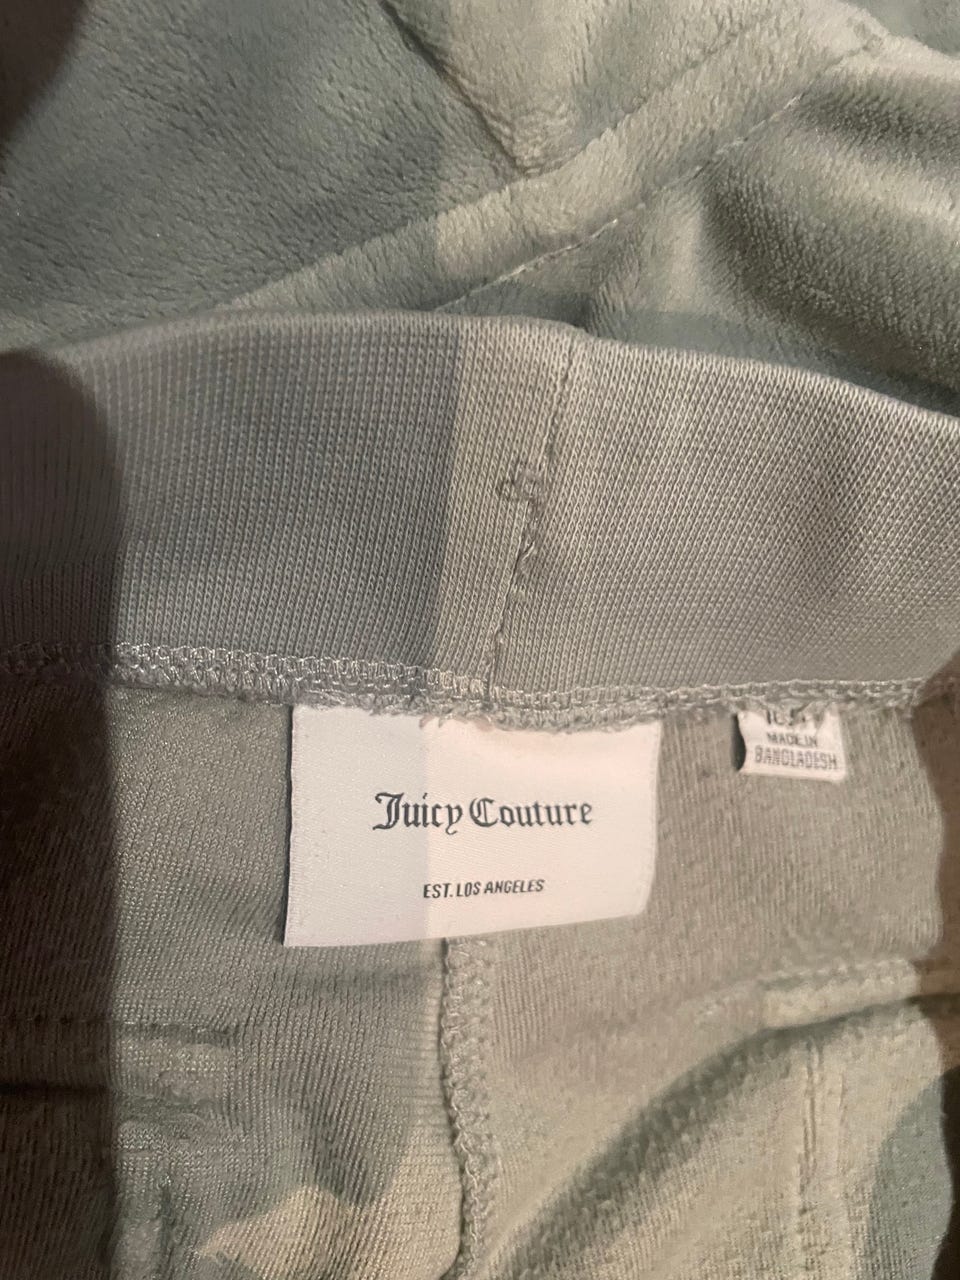 Juicy Couture
EST. LOS ANGELES
MADE IN
BANGLADESH